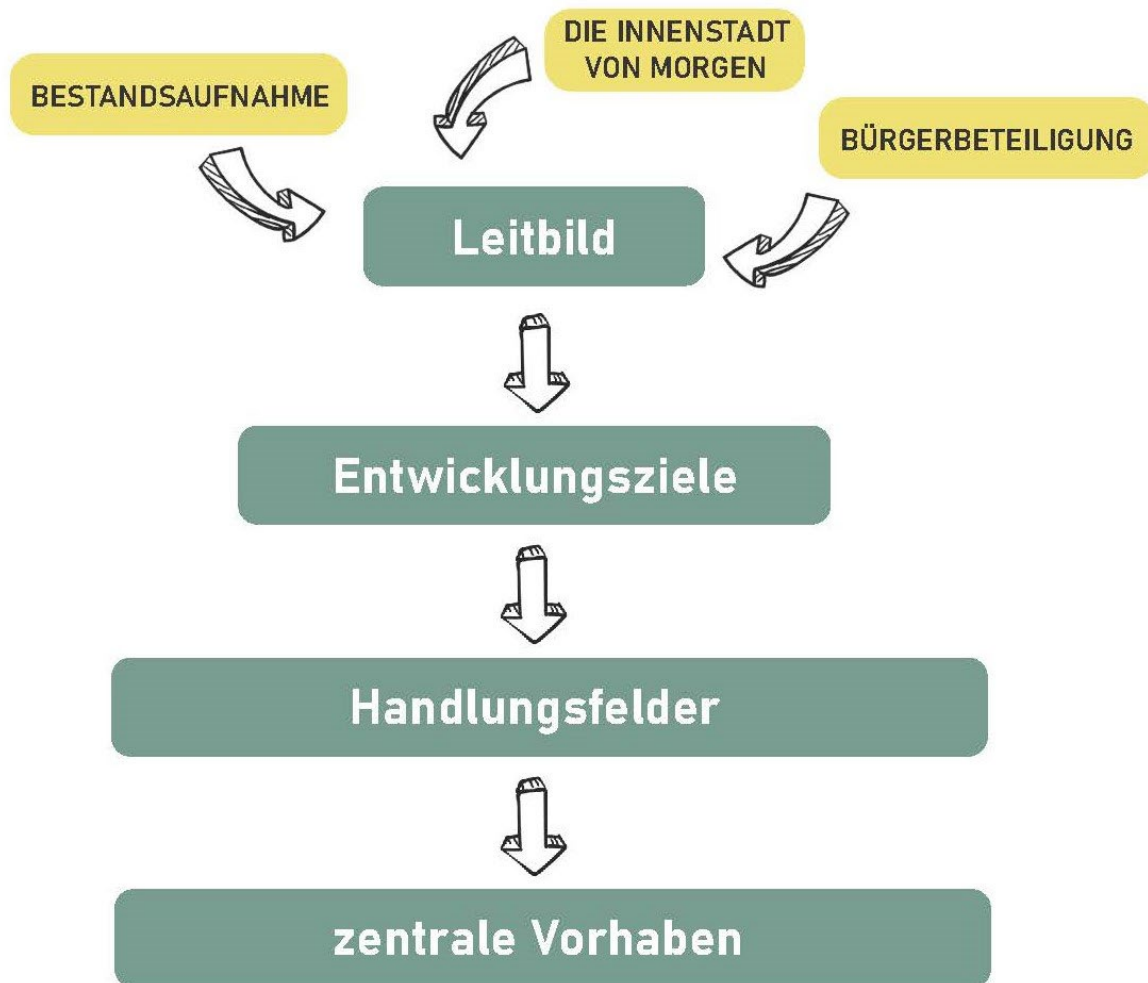 DIE INNENSTADT
VON MORGEN
BESTANDSAUFNAHME
BÜRGERBETEILIGUNG
Leitbild
Entwicklungsziele
Handlungsfelder
zentrale Vorhaben